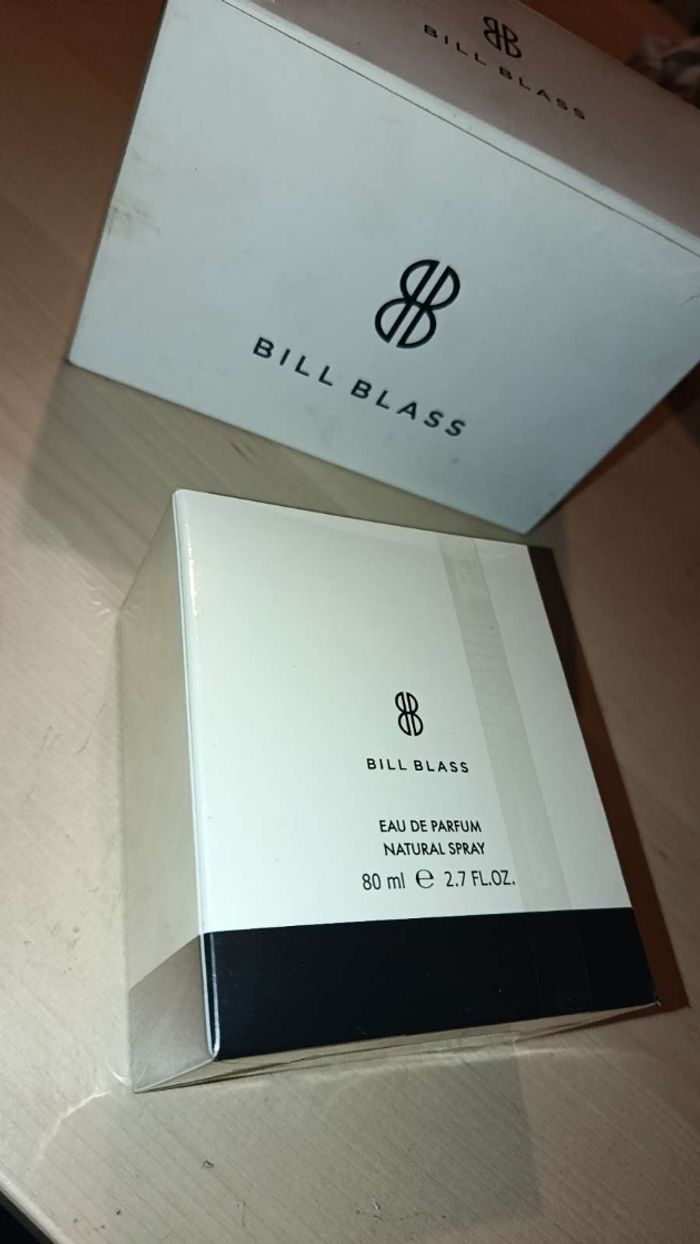 BILL BLASS
BILL BLASS
BILL BLASS
EAU DE PARFUM
NATURAL SPRAY
80 ml ℮ 2.7 FL.OZ.